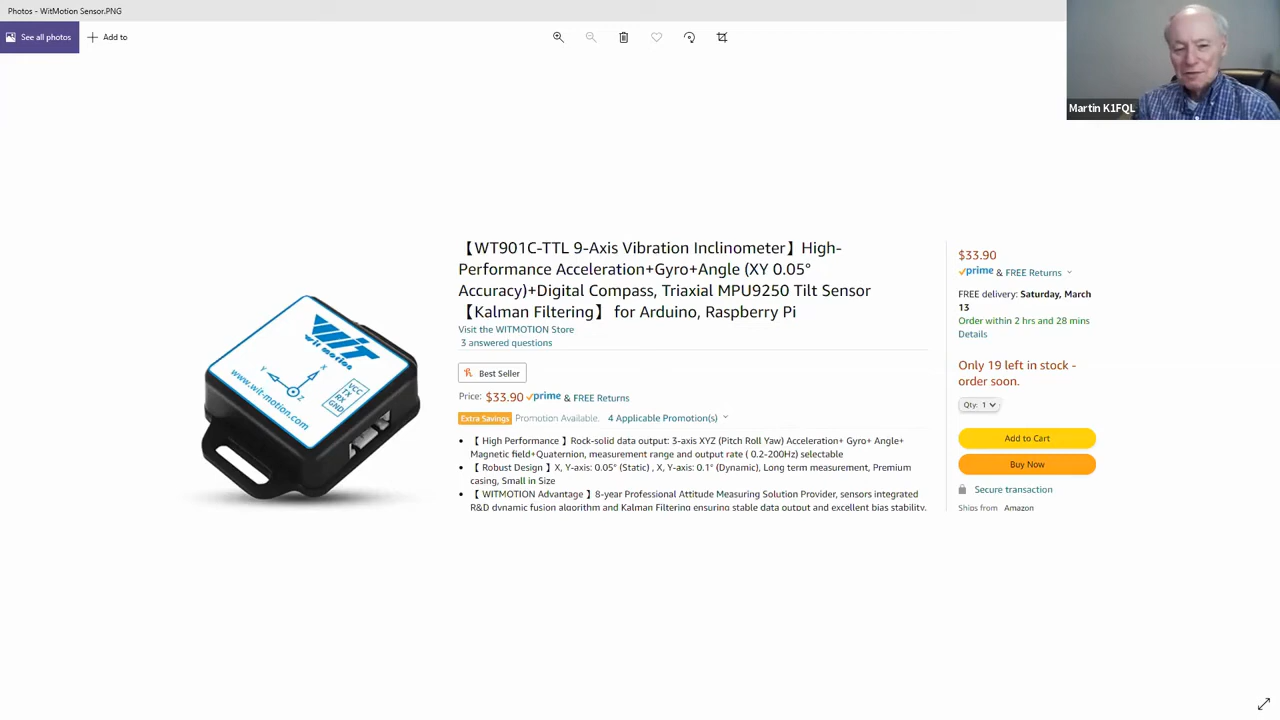 Photos - WitMotion Sensor.PNG
See all photos
Add to
Martin K1FQL
【WT901C-TTL 9-Axis Vibration Inclinometer】High-
Performance Acceleration+Gyro+Angle (XY 0.05°
Accuracy)+Digital Compass, Triaxial MPU9250 Tilt Sensor
【Kalman Filtering】 for Arduino, Raspberry Pi
Visit the WITMOTION Store
3 answered questions
Best Seller
Price: $33.90 prime & FREE Returns
Extra Savings Promotion Available. 4 Applicable Promotion(s)
• 【 High Performance 】Rock-solid data output: 3-axis XYZ (Pitch Roll Yaw) Acceleration+ Gyro+ Angle+
Magnetic field+Quaternion, measurement range and output rate ( 0.2-200Hz) selectable
• 【 Robust Design 】X, Y-axis: 0.05° (Static) , X, Y-axis: 0.1° (Dynamic), Long term measurement, Premium
casing, Small in Size
• 【 WITMOTION Advantage 】8-year Professional Attitude Measuring Solution Provider, sensors integrated
R&D dynamic fusion algorithm and Kalman Filtering ensuring stable data output and excellent bias stability.
$33.90
prime & FREE Returns
FREE delivery: Saturday, March
13
Order within 2 hrs and 28 mins
Details
Only 19 left in stock -
order soon.
Qty: 1
Add to Cart
Buy Now
Secure transaction
Ships from Amazon
WiT
wit motion
www.wit-motion.com
Y
X
Z
VCC
TX
RX
GND